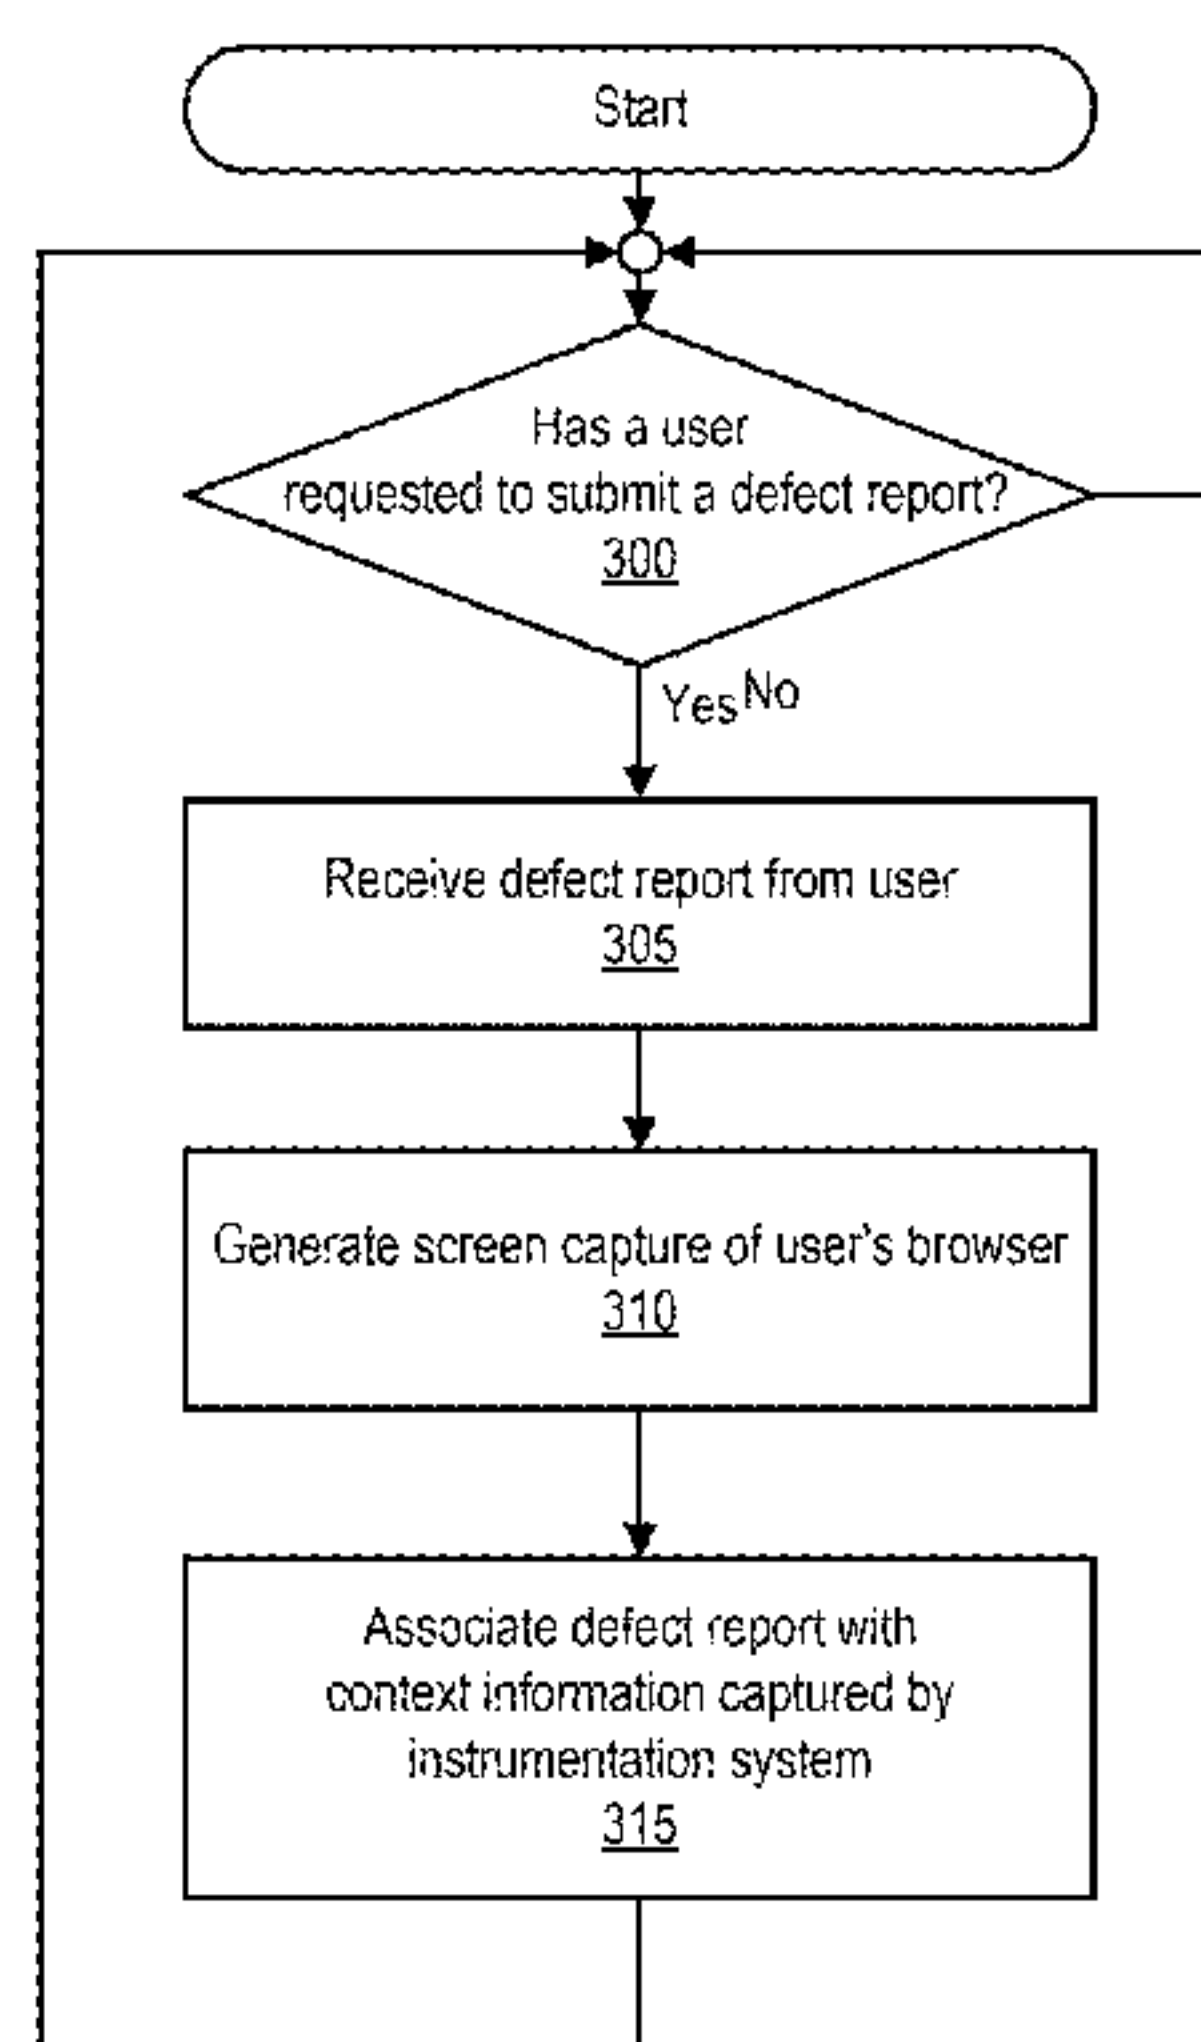 Start
Has a user
requested to submit a defect report?
300
Yes No
Receive defect report from user
305
Generate screen capture of user's browser
310
Associate defect report with
context information captured by
instrumentation system
315